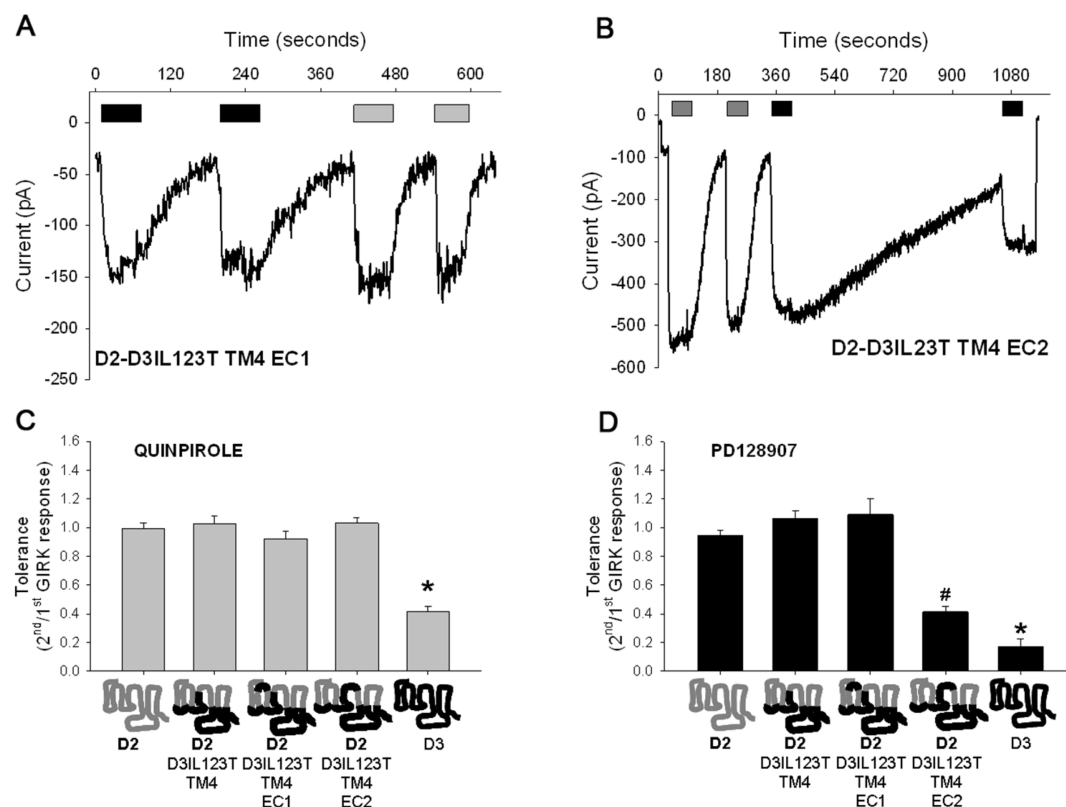 A
Time (seconds)
0 120 240 360 480 600
0
-50
-100
-150
-200
-250
Current (pA)
D2-D3IL123T TM4 EC1
B
Time (seconds)
0 180 360 540 720 900 1080
0
-100
-200
-300
-400
-500
-600
Current (pA)
D2-D3IL23T TM4 EC2
C
QUINPIROLE
1.6
1.4
1.2
1.0
0.8
0.6
0.4
0.2
0.0
Tolerance
(2nd/1st GIRK response)
*
D2
D2
D3IL123T
TM4
D2
D3IL123T
TM4
EC1
D2
D3IL123T
TM4
EC2
D3
D
PD128907
1.6
1.4
1.2
1.0
0.8
0.6
0.4
0.2
0.0
Tolerance
(2nd/1st GIRK response)
#
*
D2
D2
D3IL123T
TM4
D2
D3IL123T
TM4
EC1
D2
D3IL123T
TM4
EC2
D3